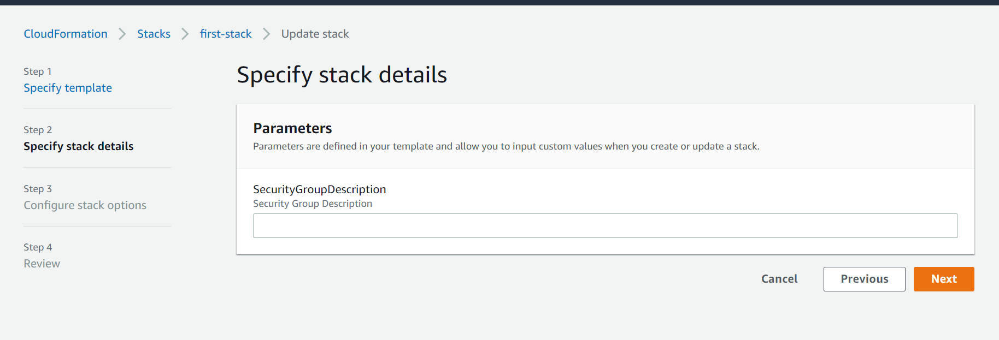 CloudFormation Stacks first-stack Update stack
Step 1
Specify template
Step 2
Specify stack details
Step 3
Configure stack options
Step 4
Review
Specify stack details
Parameters
Parameters are defined in your template and allow you to input custom values when you create or update a stack.
SecurityGroupDescription
Security Group Description
Cancel Previous Next